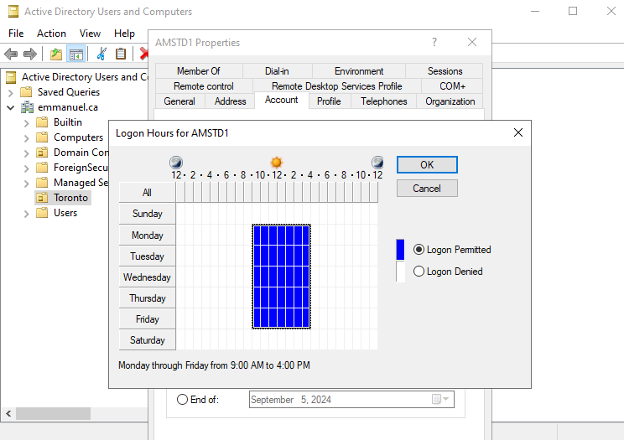 Active Directory Users and Computers
File Action View Help
Active Directory Users and Co
Saved Queries
emmanuel.ca
Builtin
Computers
Domain Con
ForeignSecu
Managed Se
Toronto
Users
AMSTD1 Properties
?
Member Of Dial-in Environment Sessions
Remote control Remote Desktop Services Profile COM+
General Address Account Profile Telephones Organization
Logon Hours for AMSTD1
12 · 2 · 4 · 6 · 8 · 10 · 12 · 2 · 4 · 6 · 8 · 10 · 12
All
Sunday
Monday
Tuesday
Wednesday
Thursday
Friday
Saturday
OK
Cancel
Logon Permitted
Logon Denied
Monday through Friday from 9:00 AM to 4:00 PM
End of:
September 5, 2024